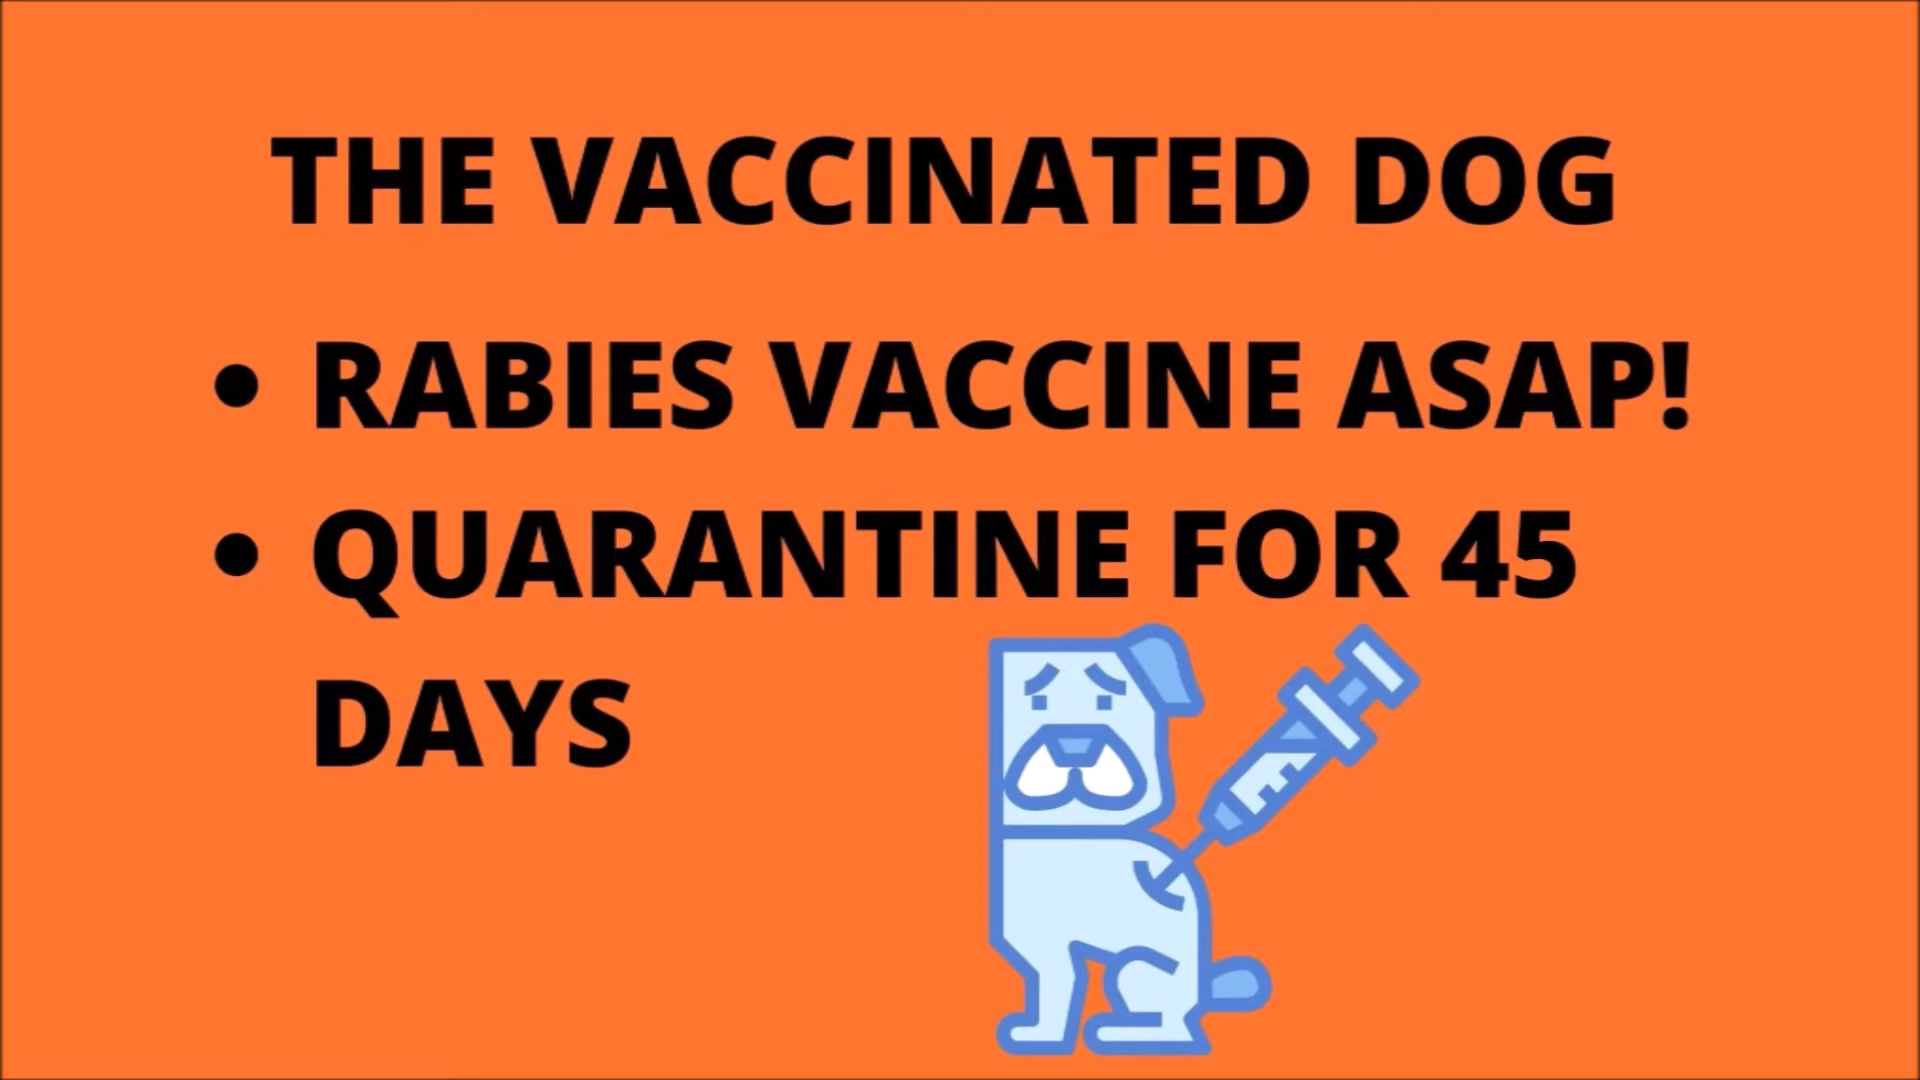 THE VACCINATED DOG
• RABIES VACCINE ASAP!
• QUARANTINE FOR 45
DAYS